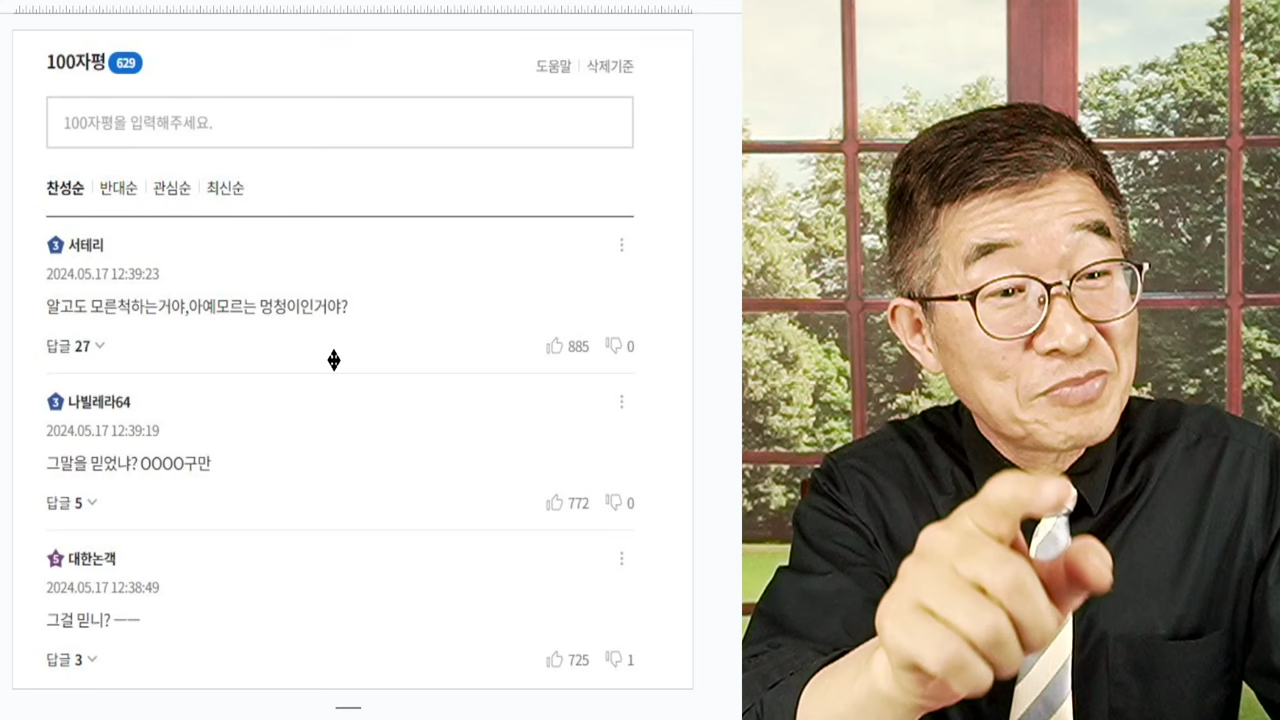 100자평 629
도움말 | 삭제기준
100자평을 입력해주세요.
찬성순 | 반대순 | 관심순 | 최신순
3 서테리
2024.05.17 12:39:23
알고도 모른척하는거야,아예모르는 멍청이인거야?
답글 27
885 0
3 나빌레라64
2024.05.17 12:39:19
그말을 믿었냐? OOOO구만
답글 5
772 0
5 대한논객
2024.05.17 12:38:49
그걸 믿니? ㅡㅡ
답글 3
725 1